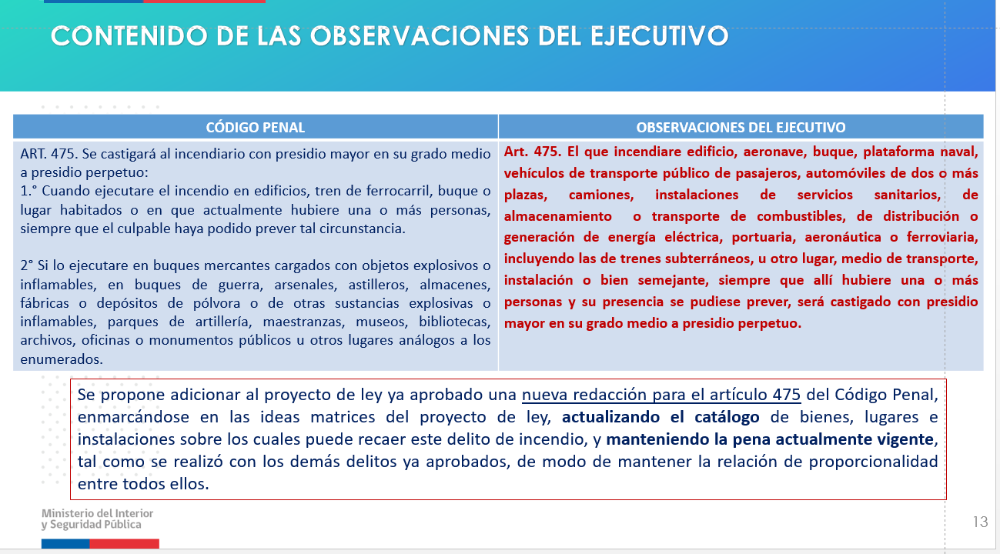 CONTENIDO DE LAS OBSERVACIONES DEL EJECUTIVO
CÓDIGO PENAL
ART. 475. Se castigará al incendiario con presidio mayor en su grado medio
a presidio perpetuo:
1.° Cuando ejecutare el incendio en edificios, tren de ferrocarril, buque o
lugar habitados o en que actualmente hubiere una o más personas,
siempre que el culpable haya podido prever tal circunstancia.
2° Si lo ejecutare en buques mercantes cargados con objetos explosivos o
inflamables, en buques de guerra, arsenales, astilleros, almacenes,
fábricas o depósitos de pólvora o de otras sustancias explosivas o
inflamables, parques de artillería, maestranzas, museos, bibliotecas,
archivos, oficinas o monumentos públicos u otros lugares análogos a los
enumerados.
OBSERVACIONES DEL EJECUTIVO
Art. 475. El que incendiare edificio, aeronave, buque, plataforma naval,
vehículos de transporte público de pasajeros, automóviles de dos o más
plazas, camiones, instalaciones de servicios sanitarios, de
almacenamiento o transporte de combustibles, de distribución o
generación de energía eléctrica, portuaria, aeronáutica o ferroviaria,
incluyendo las de trenes subterráneos, u otro lugar, medio de transporte,
instalación o bien semejante, siempre que allí hubiere una o más
personas y su presencia se pudiese prever, será castigado con presidio
mayor en su grado medio a presidio perpetuo.
Se propone adicionar al proyecto de ley ya aprobado una nueva redacción para el artículo 475 del Código Penal,
enmarcándose en las ideas matrices del proyecto de ley, actualizando el catálogo de bienes, lugares e
instalaciones sobre los cuales puede recaer este delito de incendio, y manteniendo la pena actualmente vigente,
tal como se realizó con los demás delitos ya aprobados, de modo de mantener la relación de proporcionalidad
entre todos ellos.
Ministerio del Interior
y Seguridad Pública
13